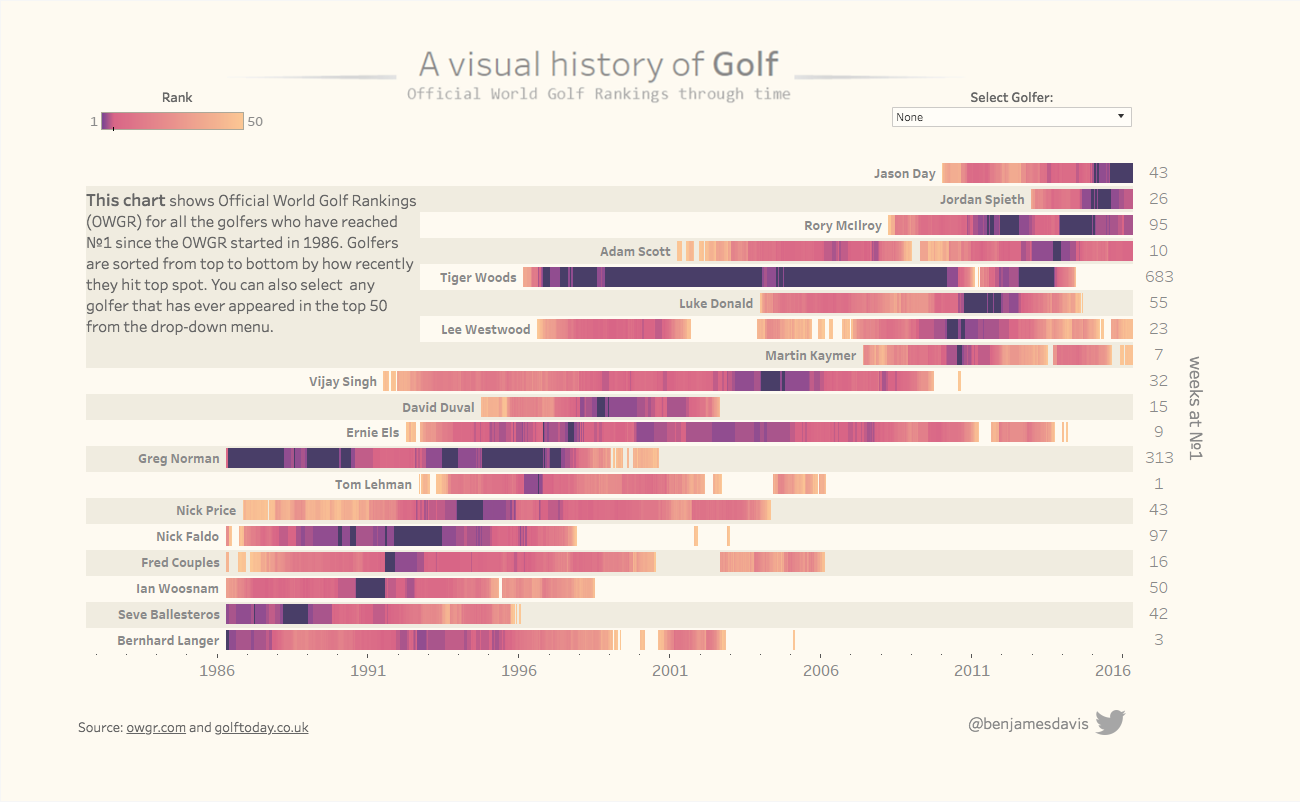 A visual history of Golf
Official World Golf Rankings through time
Rank
1 50
Select Golfer:
None
This chart shows Official World Golf Rankings
(OWGR) for all the golfers who have reached
№1 since the OWGR started in 1986. Golfers
are sorted from top to bottom by how recently
they hit top spot. You can also select any
golfer that has ever appeared in the top 50
from the drop-down menu.
Jason Day 43
Jordan Spieth 26
Rory McIlroy 95
Adam Scott 10
Tiger Woods 683
Luke Donald 55
Lee Westwood 23
Martin Kaymer 7
Vijay Singh 32
David Duval 15
Ernie Els 9
Greg Norman 313
Tom Lehman 1
Nick Price 43
Nick Faldo 97
Fred Couples 16
Ian Woosnam 50
Seve Ballesteros 42
Bernhard Langer 3
weeks at №1
1986 1991 1996 2001 2006 2011 2016
Source: owgr.com and golftoday.co.uk
@benjamesdavis